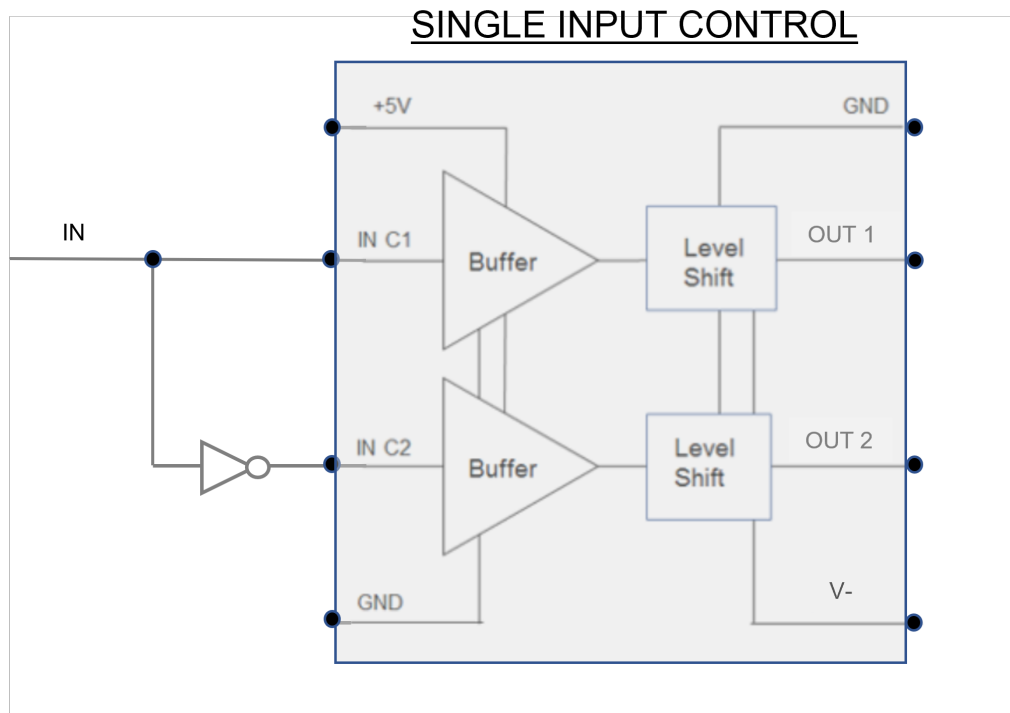 SINGLE INPUT CONTROL
+5V
GND
IN
IN C1
Buffer
Level
Shift
OUT 1
IN C2
Buffer
Level
Shift
OUT 2
GND
V-